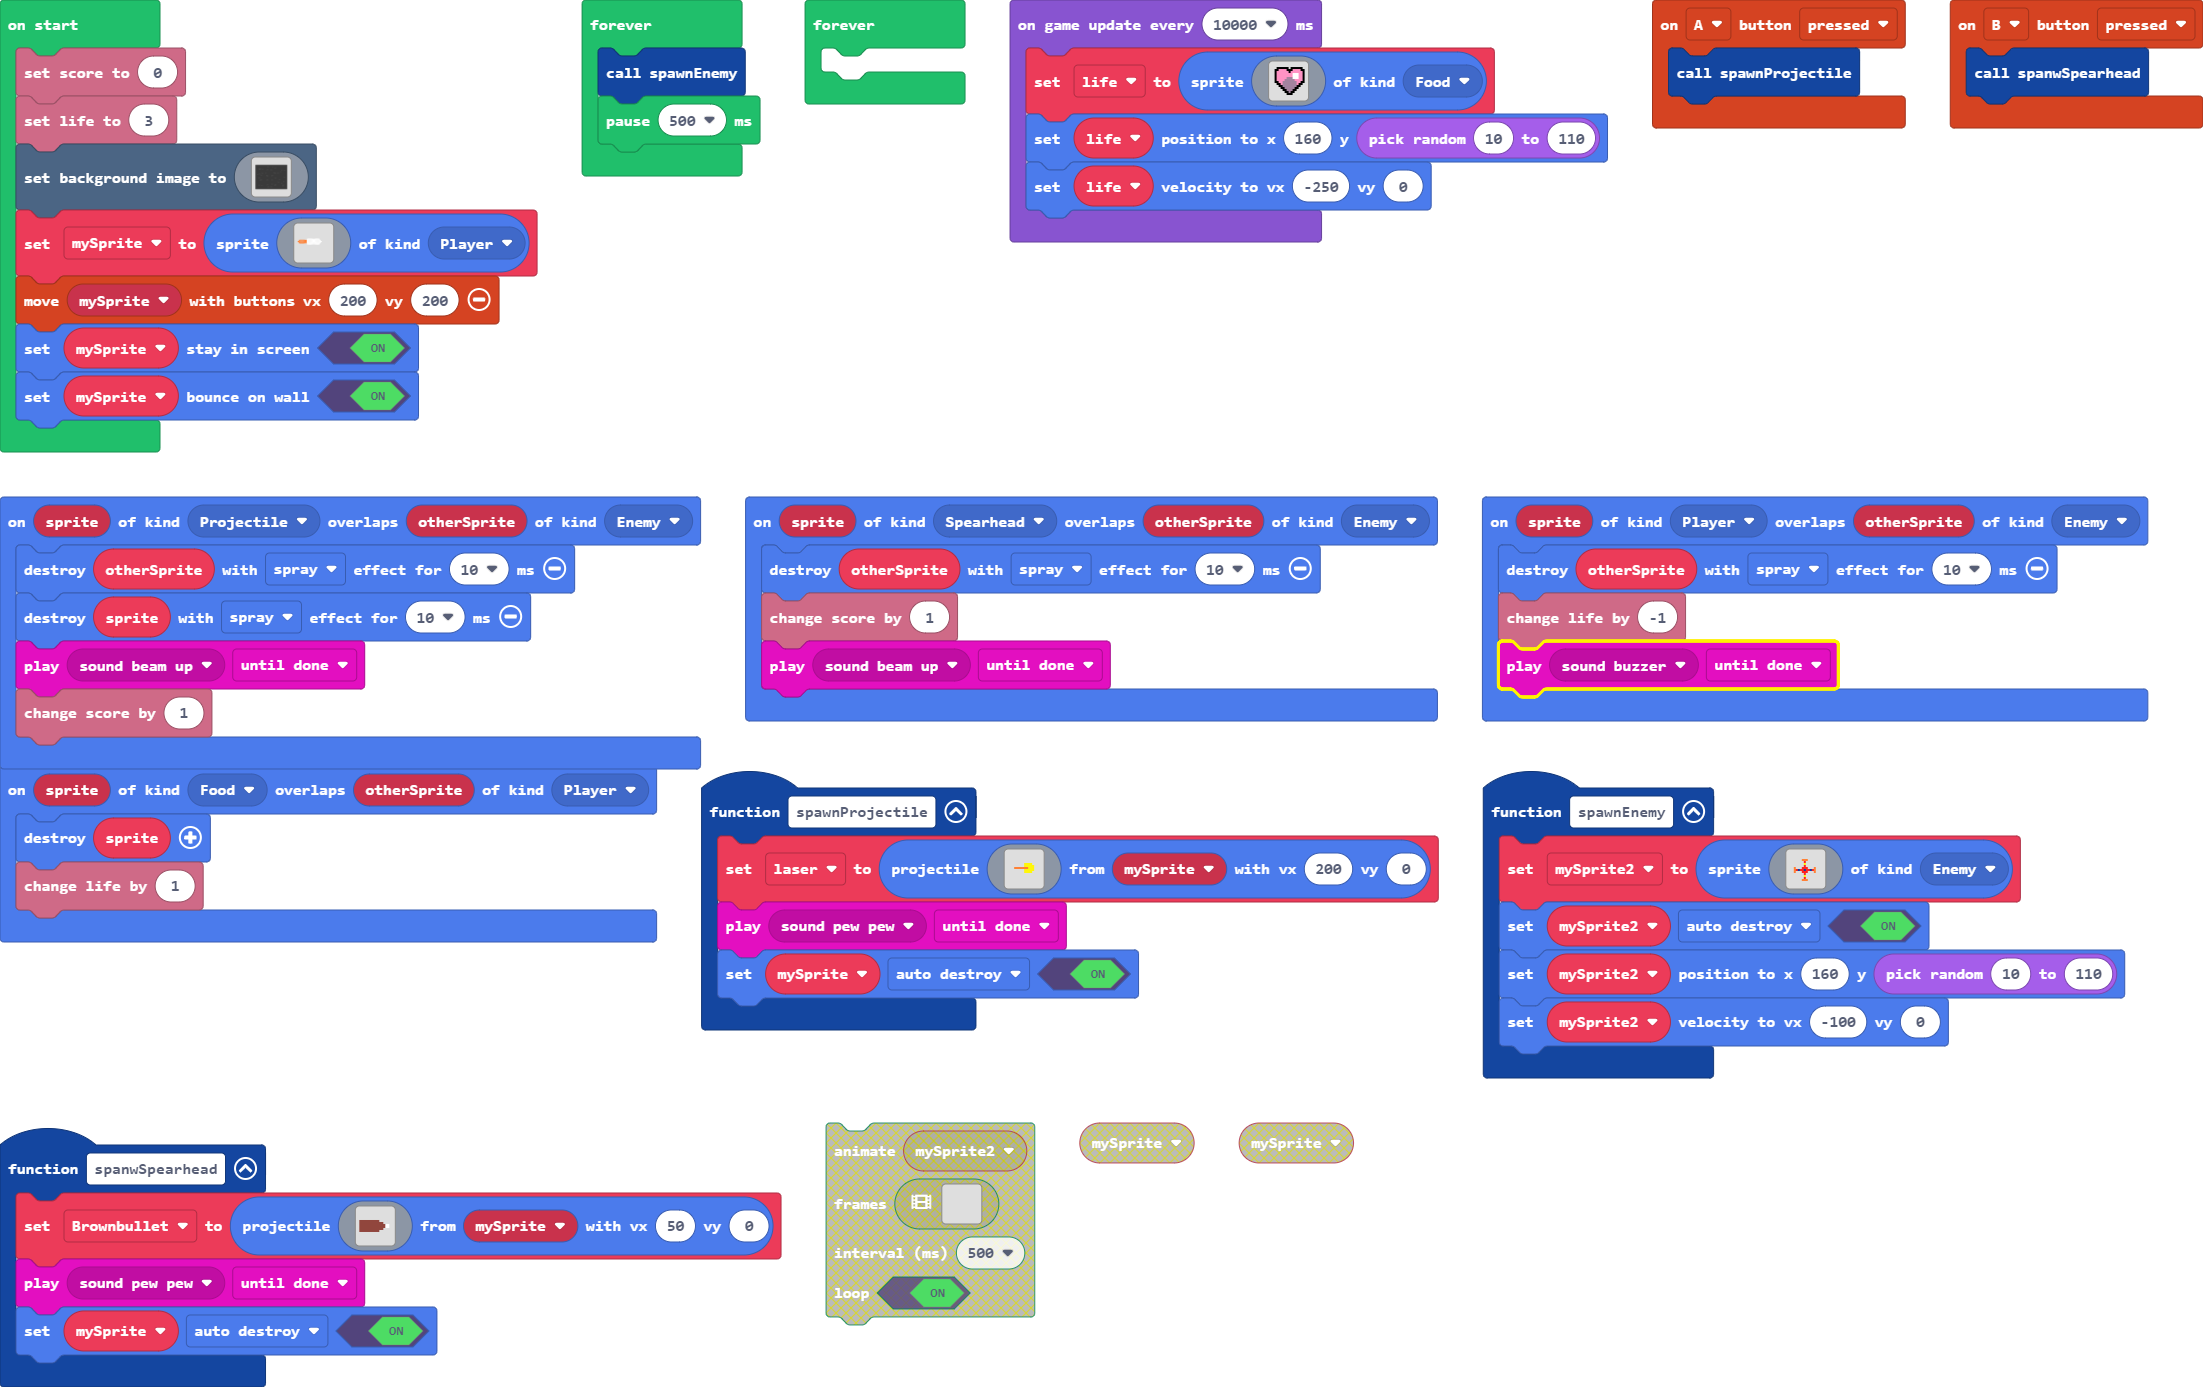 on start
set score to 0
set life to 3
set background image to
set mySprite to sprite of kind Player
move mySprite with buttons vx 200 vy 200
set mySprite stay in screen ON
set mySprite bounce on wall ON
forever
call spawnEnemy
pause 500 ms
forever
on game update every 10000 ms
set life to sprite of kind Food
set life position to x 160 y pick random 10 to 110
set life velocity to vx -250 vy 0
on A button pressed
call spawnProjectile
on B button pressed
call spanwSpearhead
on sprite of kind Projectile overlaps otherSprite of kind Enemy
destroy otherSprite with spray effect for 10 ms
destroy sprite with spray effect for 10 ms
play sound beam up until done
change score by 1
on sprite of kind Spearhead overlaps otherSprite of kind Enemy
destroy otherSprite with spray effect for 10 ms
change score by 1
play sound beam up until done
on sprite of kind Player overlaps otherSprite of kind Enemy
destroy otherSprite with spray effect for 10 ms
change life by -1
play sound buzzer until done
on sprite of kind Food overlaps otherSprite of kind Player
destroy sprite
change life by 1
function spawnProjectile
set laser to projectile from mySprite with vx 200 vy 0
play sound pew pew until done
set mySprite auto destroy ON
function spawnEnemy
set mySprite2 to sprite of kind Enemy
set mySprite2 auto destroy ON
set mySprite2 position to x 160 y pick random 10 to 110
set mySprite2 velocity to vx -100 vy 0
function spanwSpearhead
set Brownbullet to projectile from mySprite with vx 50 vy 0
play sound pew pew until done
set mySprite auto destroy ON
animate mySprite2
frames
interval (ms) 500
loop ON
mySprite
mySprite